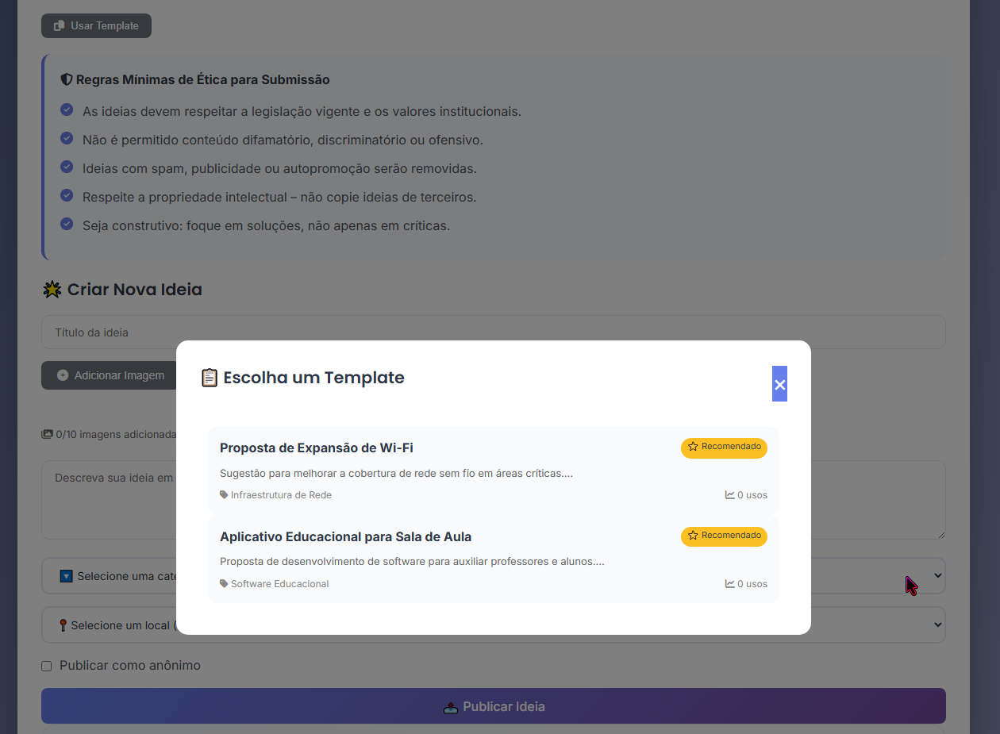 Usar Template
Regras Mínimas de Ética para Submissão
As ideias devem respeitar a legislação vigente e os valores institucionais.
Não é permitido conteúdo difamatório, discriminatório ou ofensivo.
Ideias com spam, publicidade ou autopromoção serão removidas.
Respeite a propriedade intelectual – não copie ideias de terceiros.
Seja construtivo: foque em soluções, não apenas em críticas.
Criar Nova Ideia
Título da ideia
Adicionar Imagem
0/10 imagens adicionada
Descreva sua ideia em
Selecione uma cate
Selecione um local (
Escolha um Template
×
Proposta de Expansão de Wi-Fi
Recomendado
Sugestão para melhorar a cobertura de rede sem fio em áreas críticas....
Infraestrutura de Rede
0 usos
Aplicativo Educacional para Sala de Aula
Recomendado
Proposta de desenvolvimento de software para auxiliar professores e alunos....
Software Educacional
0 usos
Publicar como anônimo
Publicar Ideia